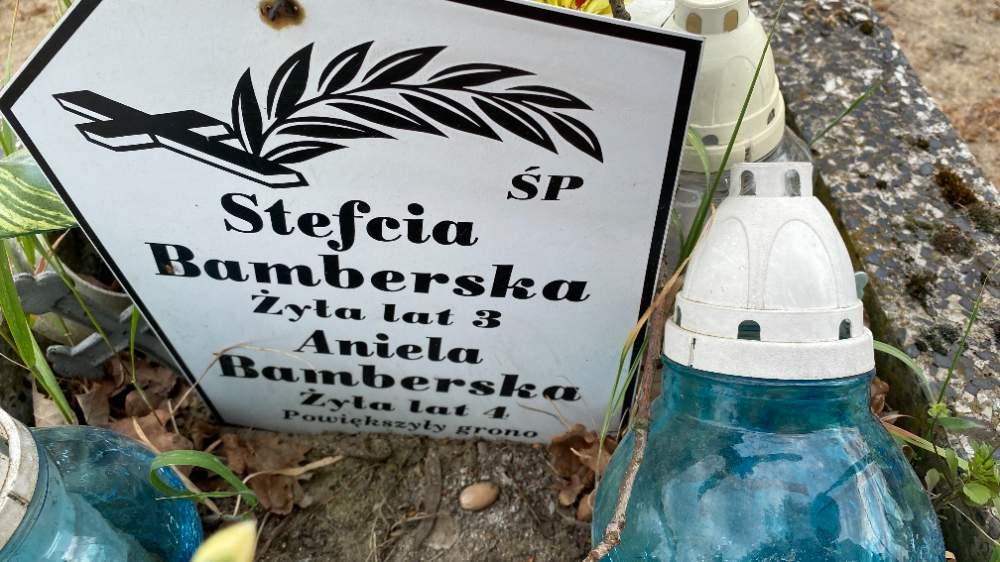 ŚP
Stefcia
Bamberska
Żyła lat 3
Aniela
Bamberska
Żyła lat 4
Powiększyły grono